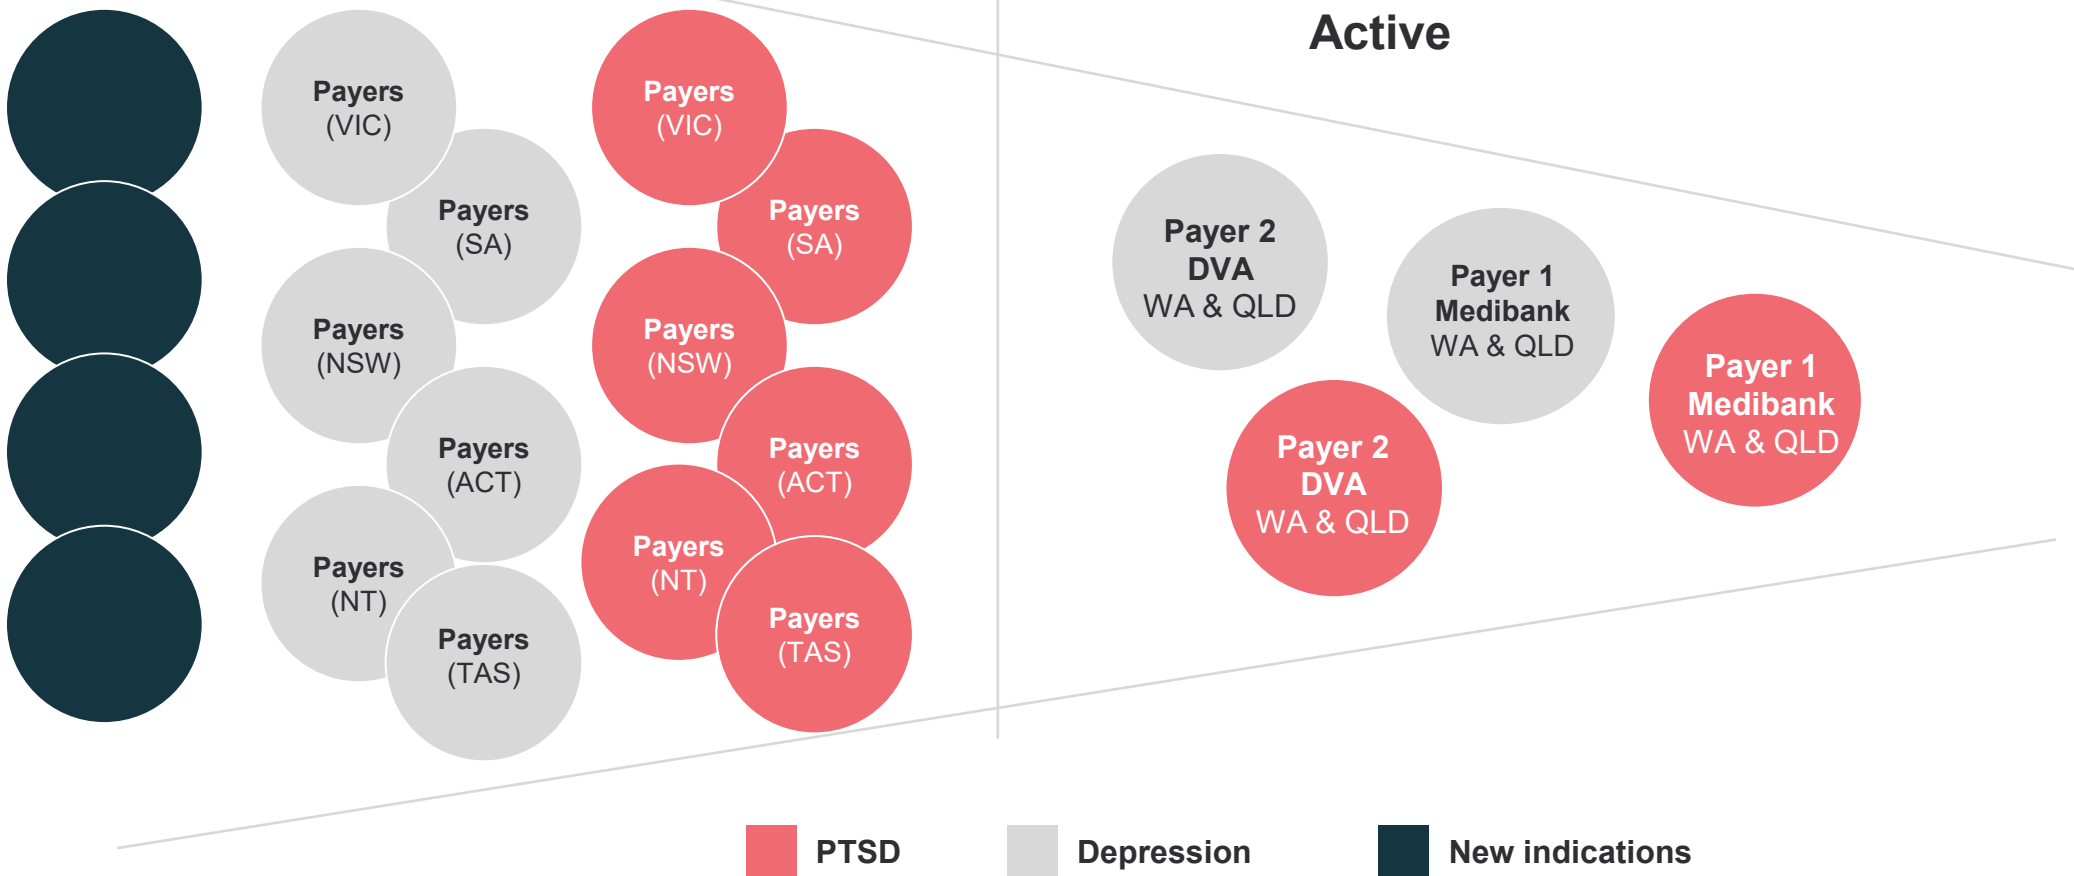 Active
Payers
(VIC)
Payers
(SA)
Payers
(NSW)
Payers
(ACT)
Payers
(NT)
Payers
(TAS)
Payers
(VIC)
Payers
(SA)
Payers
(NSW)
Payers
(ACT)
Payers
(NT)
Payers
(TAS)
Payer 2
DVA
WA & QLD
Payer 1
Medibank
WA & QLD
Payer 2
DVA
WA & QLD
Payer 1
Medibank
WA & QLD
PTSD
Depression
New indications